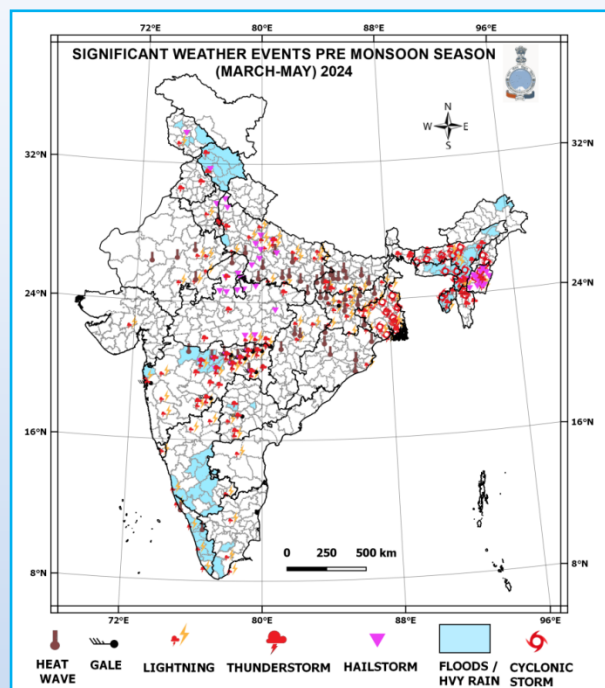 SIGNIFICANT WEATHER EVENTS PRE MONSOON SEASON
(MARCH-MAY) 2024
72°E 80°E 88°E 96°E
N
W E
S
32°N 32°N
24°N 24°N
16°N 16°N
0 250 500 km
8°N 8°N
72°E 80°E 88°E 96°E
HEAT WAVE
GALE
LIGHTNING
THUNDERSTORM
HAILSTORM
FLOODS / HVY RAIN
CYCLONIC STORM